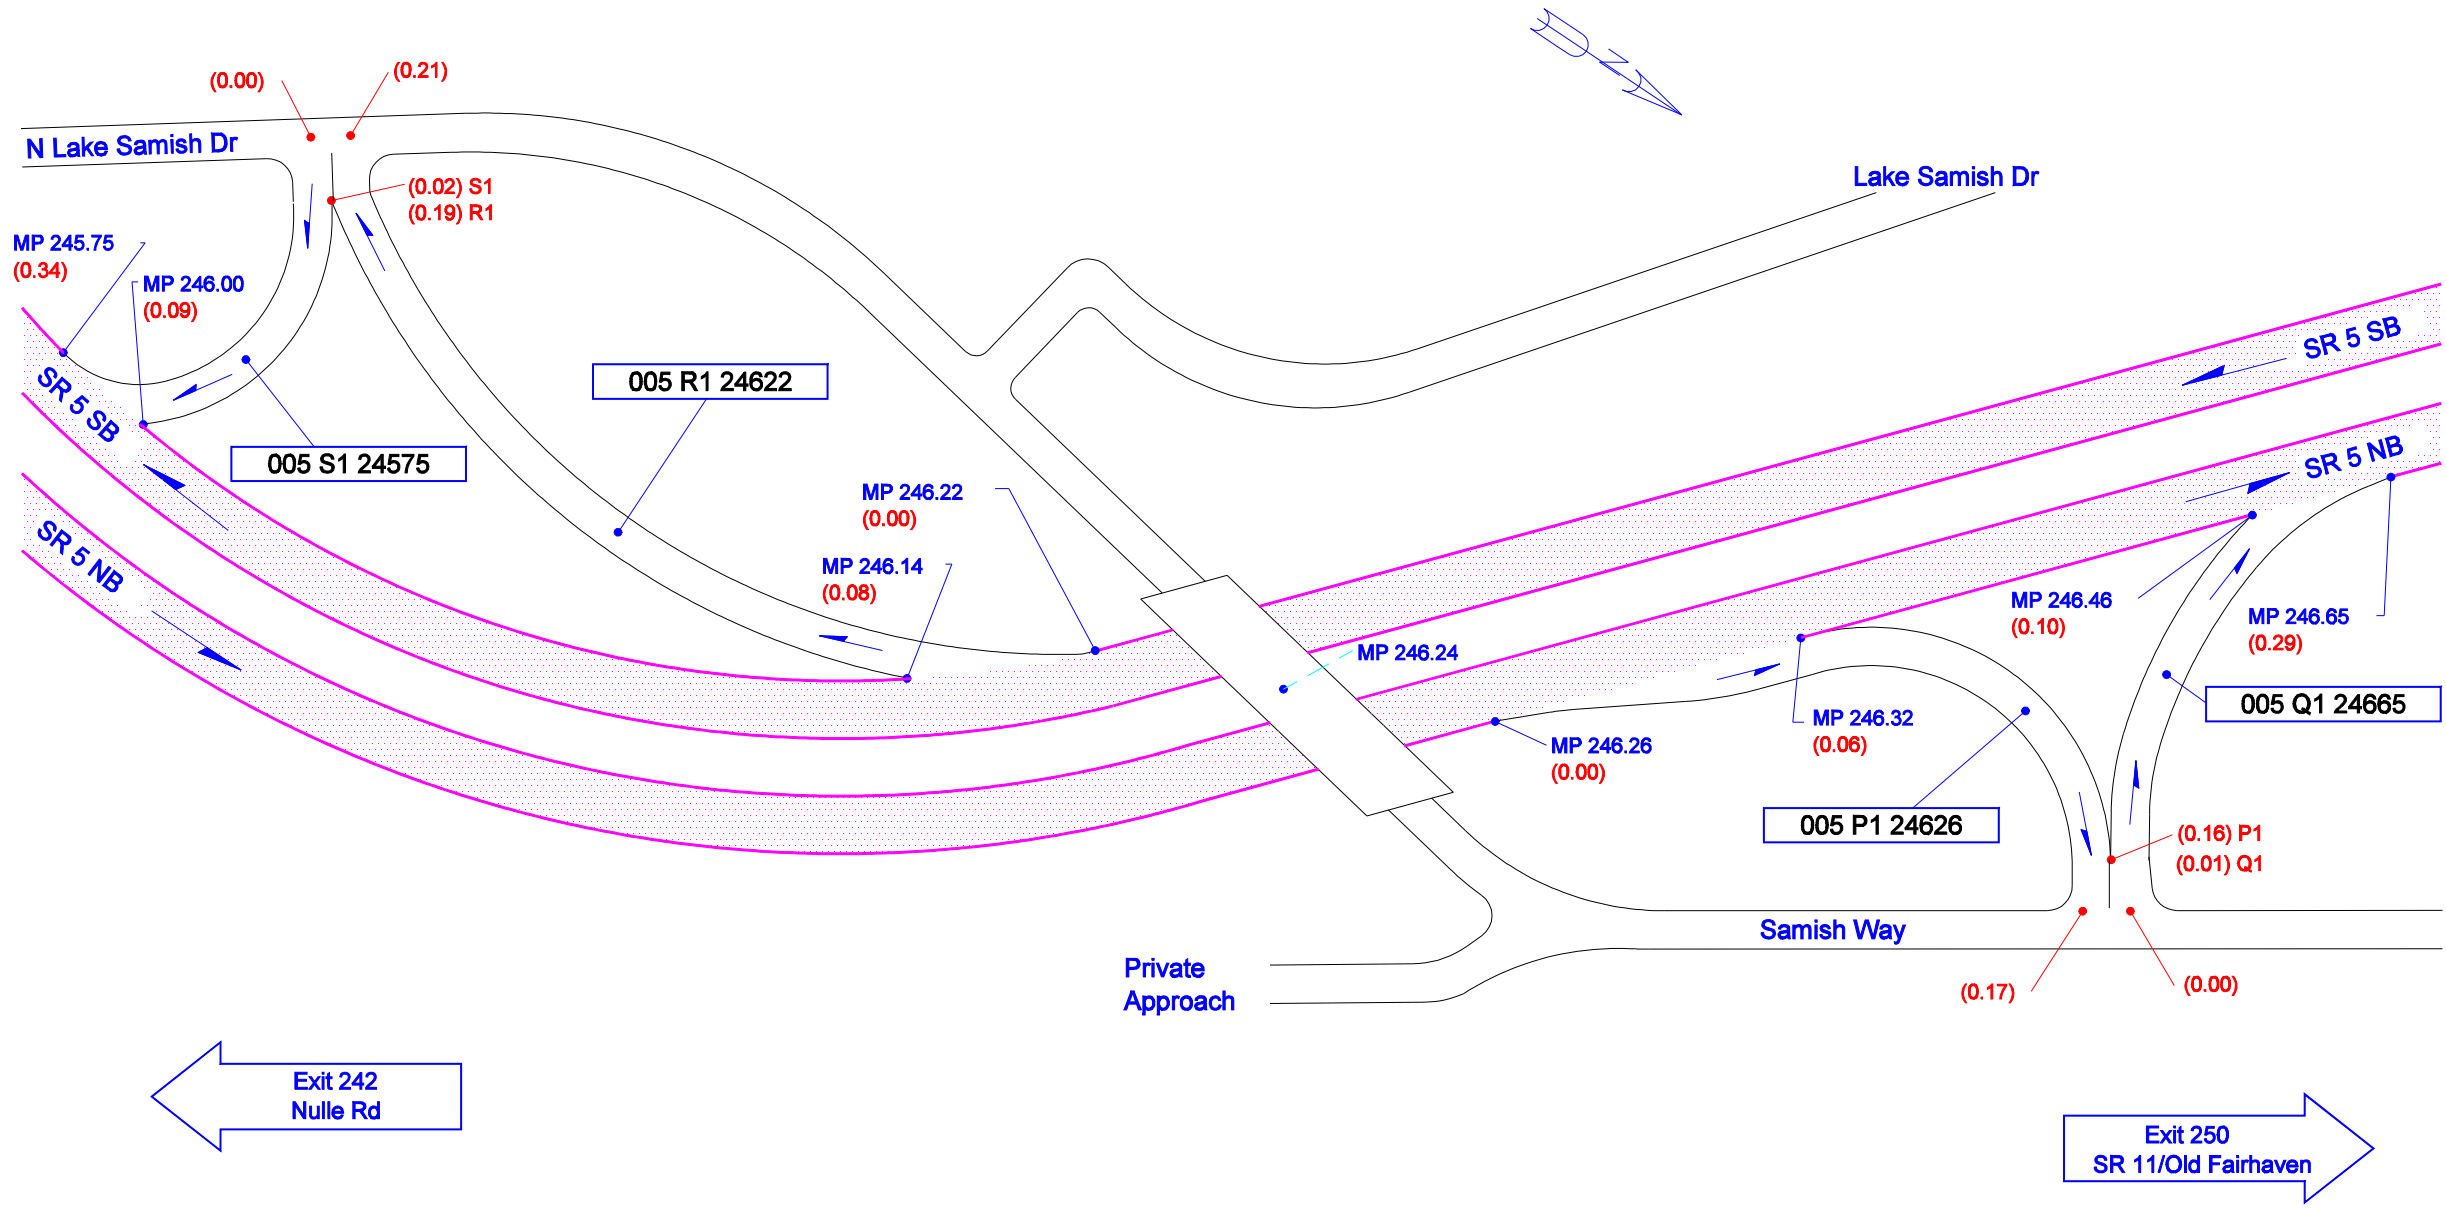 (0.00)
(0.21)
N
N Lake Samish Dr
Lake Samish Dr
(0.02) S1
(0.19) R1
MP 245.75
(0.34)
MP 246.00
(0.09)
SR 5 SB
005 R1 24622
SR 5 SB
005 S1 24575
SR 5 NB
MP 246.22
(0.00)
SR 5 NB
MP 246.14
(0.08)
MP 246.46
(0.10)
MP 246.65
(0.29)
MP 246.24
005 Q1 24665
MP 246.32
(0.06)
MP 246.26
(0.00)
005 P1 24626
(0.16) P1
(0.01) Q1
Samish Way
Private
Approach
(0.17)
(0.00)
Exit 242
Nulle Rd
Exit 250
SR 11/Old Fairhaven